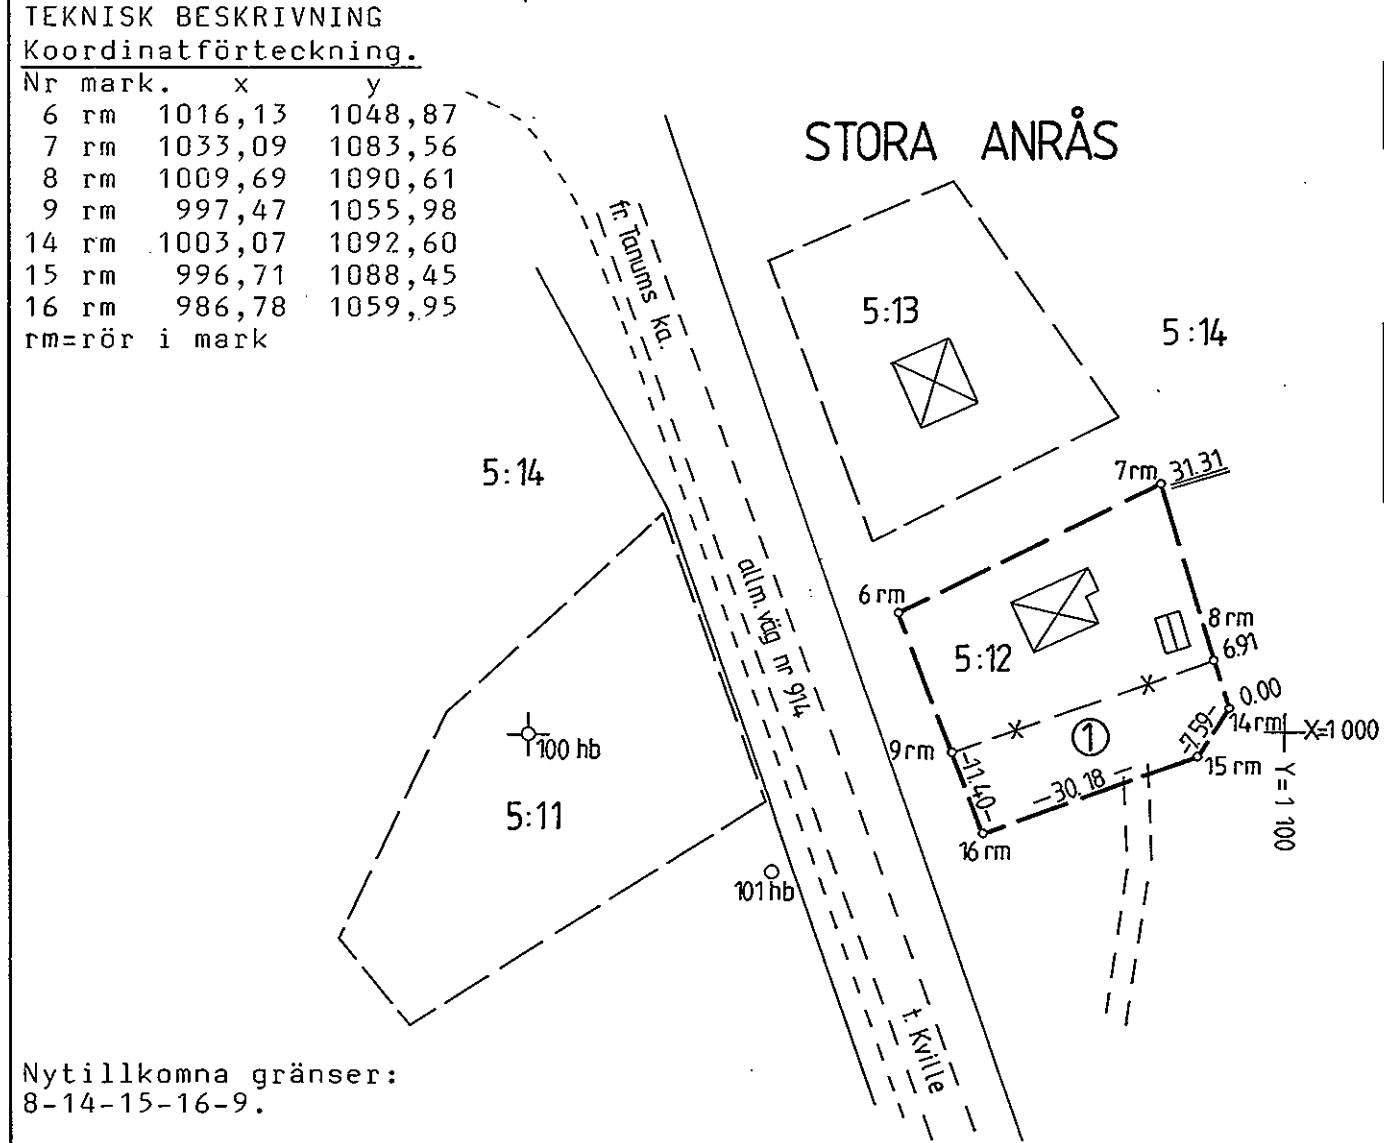 TEKNISK BESKRIVNING
Koordinatförteckning.
Nr mark. x y
6 rm 1016,13 1048,87
7 rm 1033,09 1083,56
8 rm 1009,69 1090,61
9 rm 997,47 1055,98
14 rm 1003,07 1092,60
15 rm 996,71 1088,45
16 rm 986,78 1059,95
rm=rör i mark
STORA ANRÅS
fr. Tanums ka.
5:13
5:14
5:14
7 rm 31.31
allm. väg nr 914
6 rm
8 rm
5:12
6.91
0.00
14 rm
X=1 000
100 hb
9 rm
1
-7.59-
15 rm
-11.40-
-30.18-
Y=1 100
5:11
16 rm
101 hb
t. Kville
Nytillkomna gränser:
8-14-15-16-9.